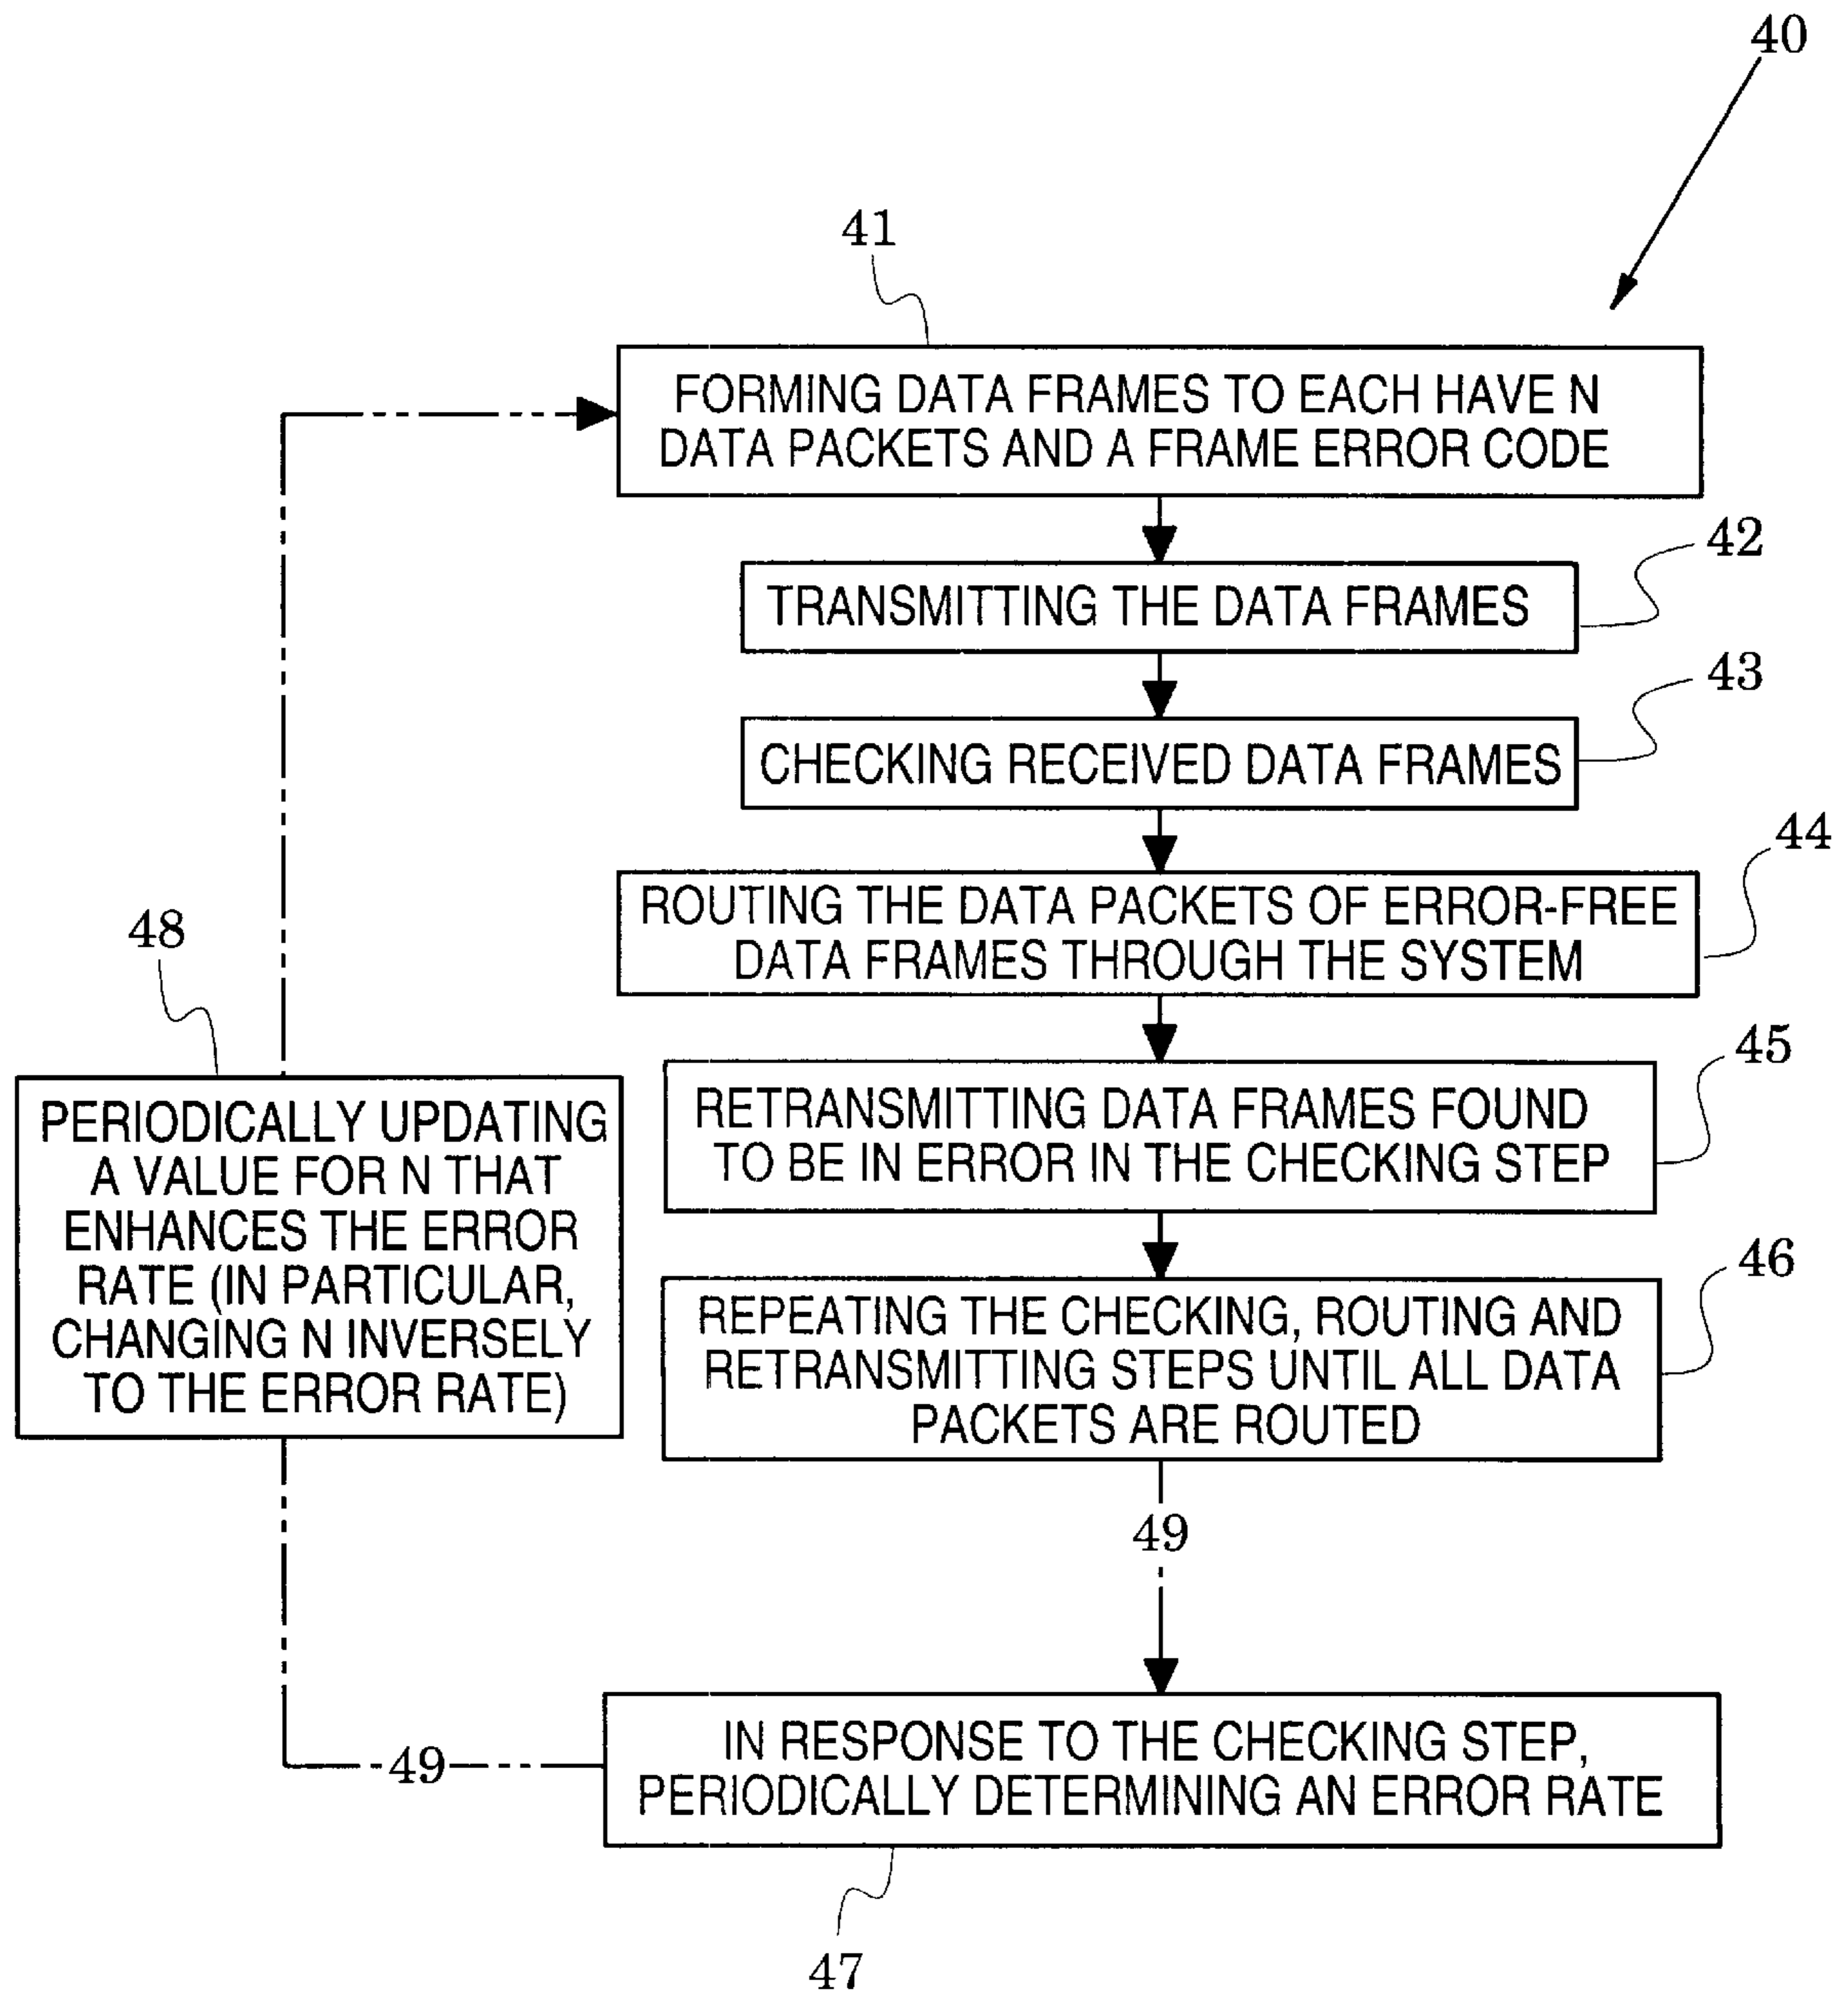 40
41
FORMING DATA FRAMES TO EACH HAVE N
DATA PACKETS AND A FRAME ERROR CODE
42
TRANSMITTING THE DATA FRAMES
43
CHECKING RECEIVED DATA FRAMES
44
ROUTING THE DATA PACKETS OF ERROR-FREE
DATA FRAMES THROUGH THE SYSTEM
45
RETRANSMITTING DATA FRAMES FOUND
TO BE IN ERROR IN THE CHECKING STEP
46
REPEATING THE CHECKING, ROUTING AND
RETRANSMITTING STEPS UNTIL ALL DATA
PACKETS ARE ROUTED
49
IN RESPONSE TO THE CHECKING STEP,
PERIODICALLY DETERMINING AN ERROR RATE
47
49
48
PERIODICALLY UPDATING
A VALUE FOR N THAT
ENHANCES THE ERROR
RATE (IN PARTICULAR,
CHANGING N INVERSELY
TO THE ERROR RATE)